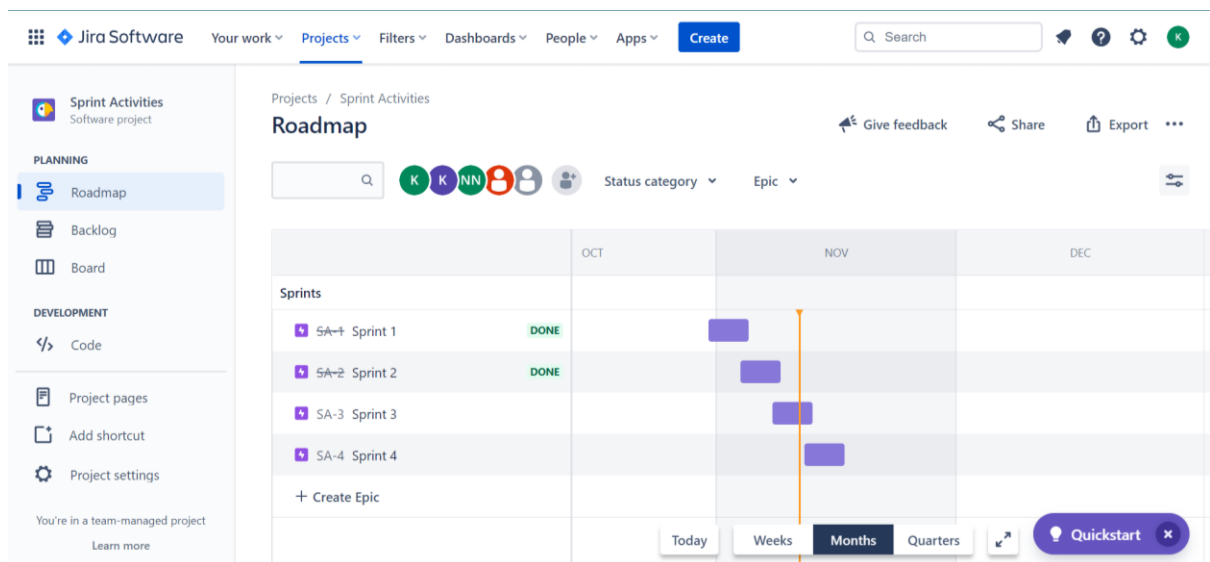 Jira Software Your work Projects Filters Dashboards People Apps Create Search K
Sprint Activities
Software project
PLANNING
Roadmap
Backlog
Board
DEVELOPMENT
Code
Project pages
Add shortcut
Project settings
You're in a team-managed project
Learn more
Projects / Sprint Activities
Roadmap
Give feedback Share Export
K K NN Status category Epic
OCT NOV DEC
Sprints
SA-1 Sprint 1 DONE
SA-2 Sprint 2 DONE
SA-3 Sprint 3
SA-4 Sprint 4
+ Create Epic
Today Weeks Months Quarters Quickstart